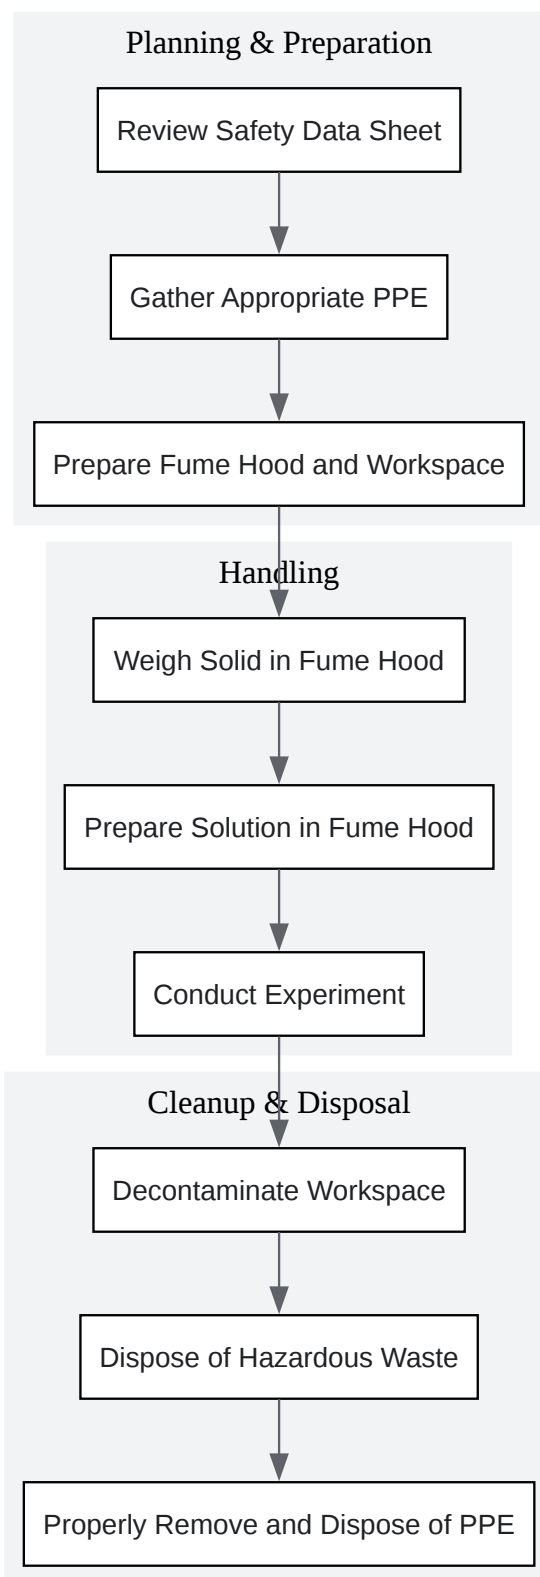 Planning & Preparation
Review Safety Data Sheet
Gather Appropriate PPE
Prepare Fume Hood and Workspace
Handling
Weigh Solid in Fume Hood
Prepare Solution in Fume Hood
Conduct Experiment
Cleanup & Disposal
Decontaminate Workspace
Dispose of Hazardous Waste
Properly Remove and Dispose of PPE